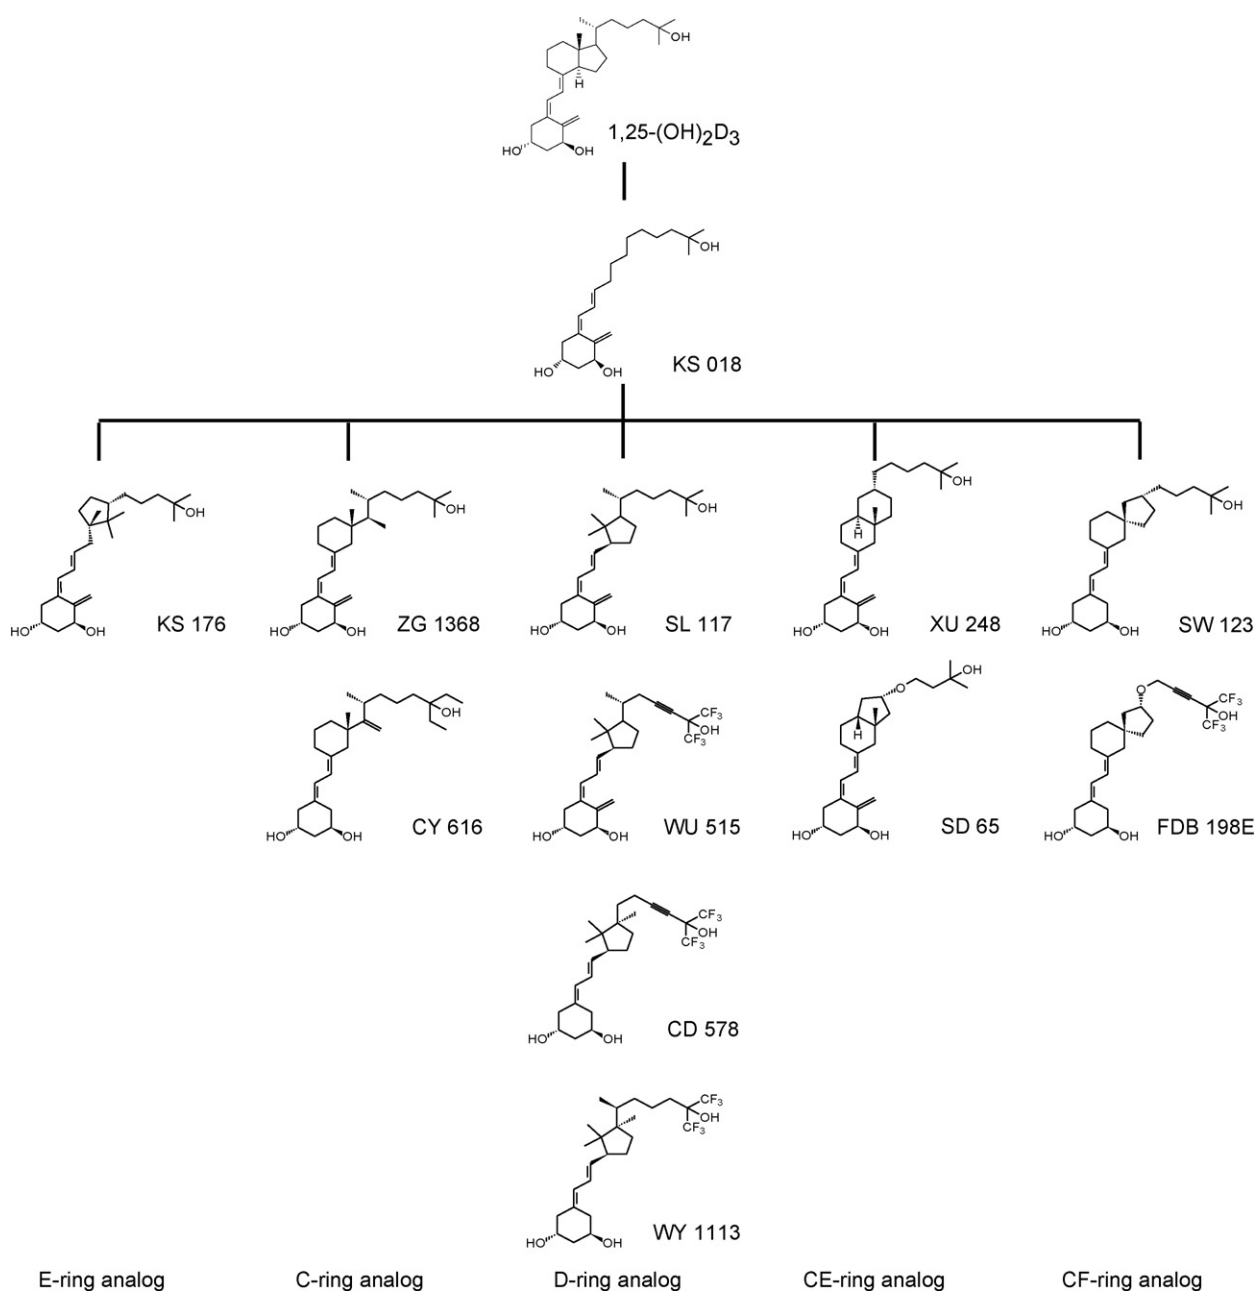 OH
1,25-(OH)₂D₃
HO OH
OH
KS 018
HO OH
OH OH OH OH OH
KS 176 ZG 1368 SL 117 XU 248 SW 123
HO OH HO OH HO OH HO OH HO OH
OH O OH O
OH CF₃ OH CF₃ CF₃ OH CF₃
CY 616 WU 515 SD 65 FDB 198E
HO OH HO OH HO OH HO OH
H H H
CF₃
OH
CF₃
CD 578
HO OH
CF₃
OH
CF₃
WY 1113
HO OH
E-ring analog C-ring analog D-ring analog CE-ring analog CF-ring analog